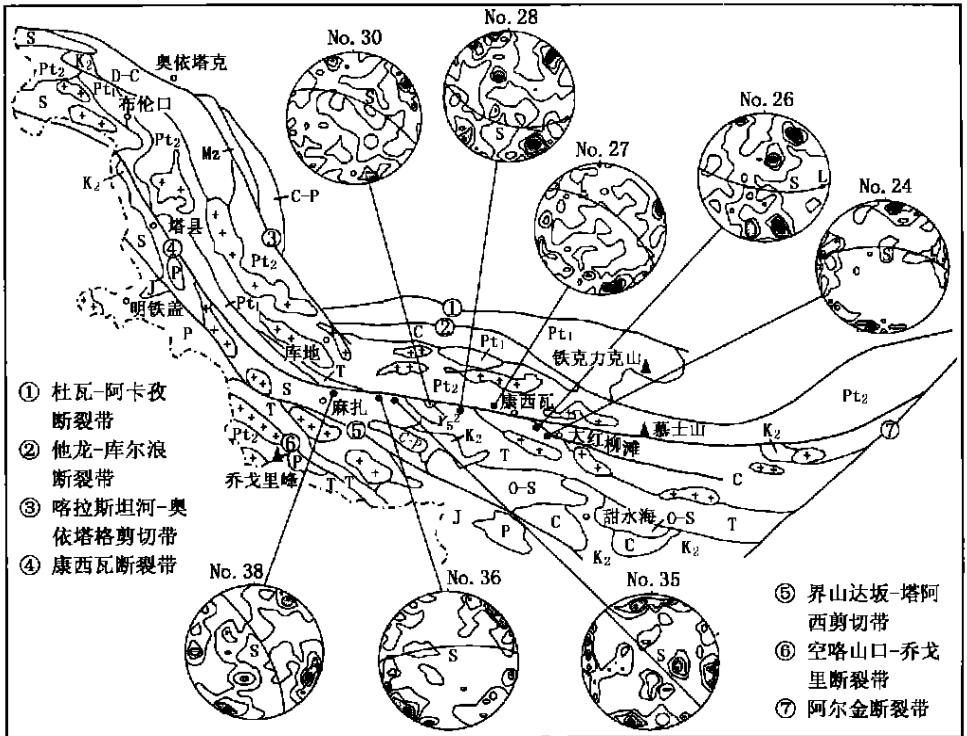 No. 28
No. 30
No. 26
No. 27
No. 24
S
K₂
奥依塔克
Pt₂
D-C
Pt₁
布伦口
S
S
S
Pt₂
M₂
S
L
S
K₂
C-P
塔县
③
S
④
Pt₂
P
J
①
明铁盖
Pt₁
②
P
C
Pt₁
Pt₁
库地
铁克力克山
T
Pt₂
Pt₂
① 杜瓦-阿卡孜
断裂带
S
麻扎
康西瓦
慕士山
K₂
⑦
T
⑤
γ₅²
大红柳滩
Pt₂
⑥
C-P
K₂
T
C
② 他龙-库尔浪
断裂带
P
乔戈里峰
J
T
O-S
③ 喀拉斯坦河-奥
依塔格剪切带
J
P
C
甜水海
O-S
T
④ 康西瓦断裂带
K₂
C
K₂
No. 38
No. 36
No. 35
S
S
S
⑤ 界山达坂-塔阿
西剪切带
⑥ 空喀山口-乔戈
里断裂带
⑦ 阿尔金断裂带